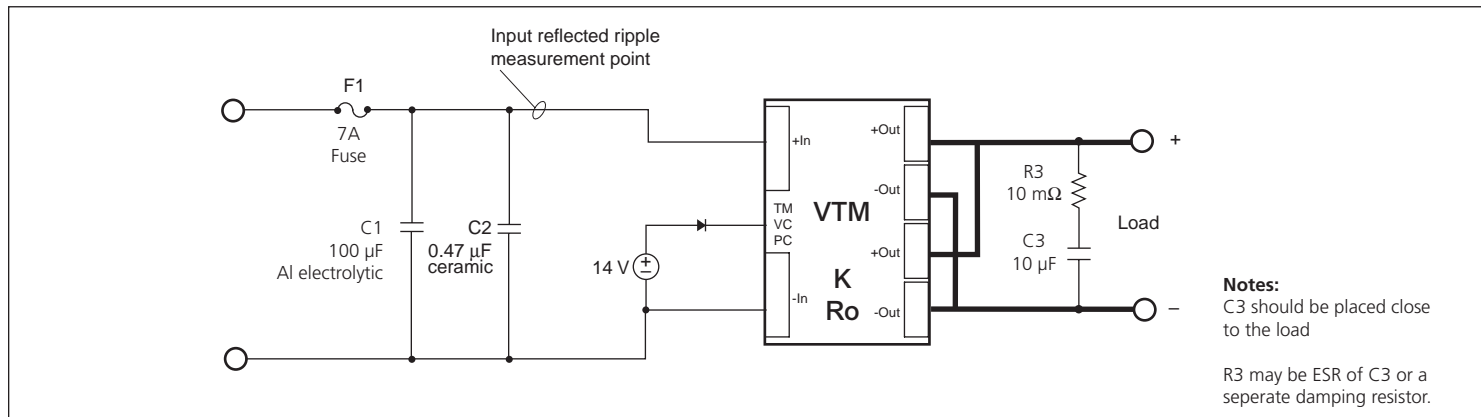 Input reflected ripple
measurement point
F1
7A
Fuse
C1
100 µF
Al electrolytic
C2
0.47 µF
ceramic
14 V
+
−
+In
TM
VC
PC
-In
VTM
K
Ro
+Out
-Out
+Out
-Out
R3
10 mΩ
C3
10 µF
+
Load
−
Notes:
C3 should be placed close
to the load
R3 may be ESR of C3 or a
seperate damping resistor.